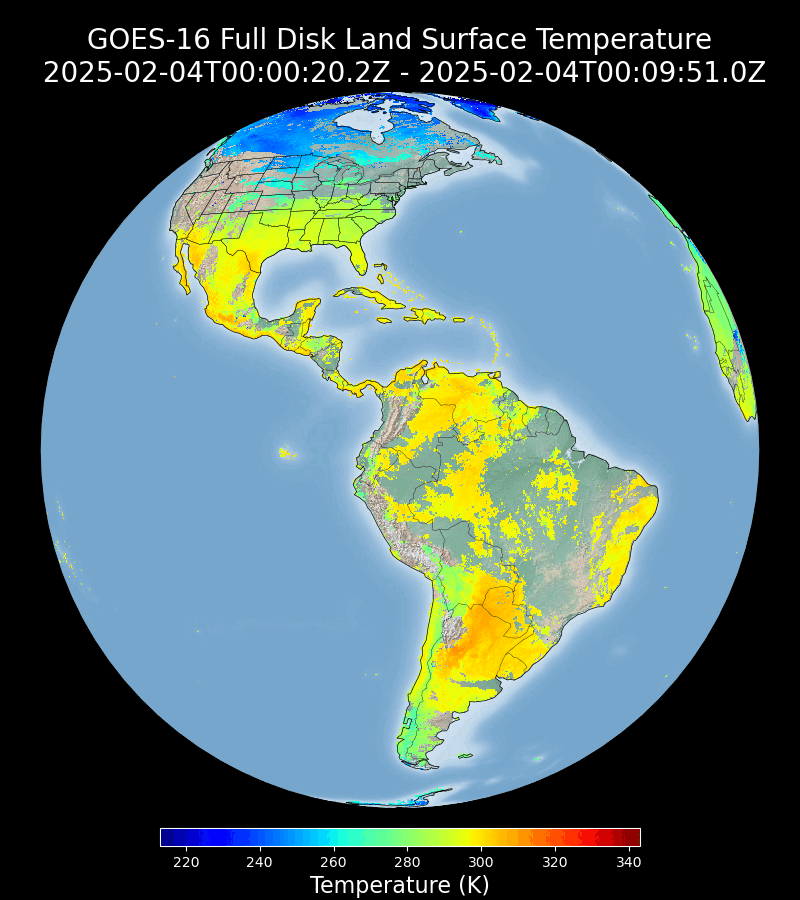 GOES-16 Full Disk Land Surface Temperature
2025-02-04T00:00:20.2Z - 2025-02-04T00:09:51.0Z
220 240 260 280 300 320 340
Temperature (K)